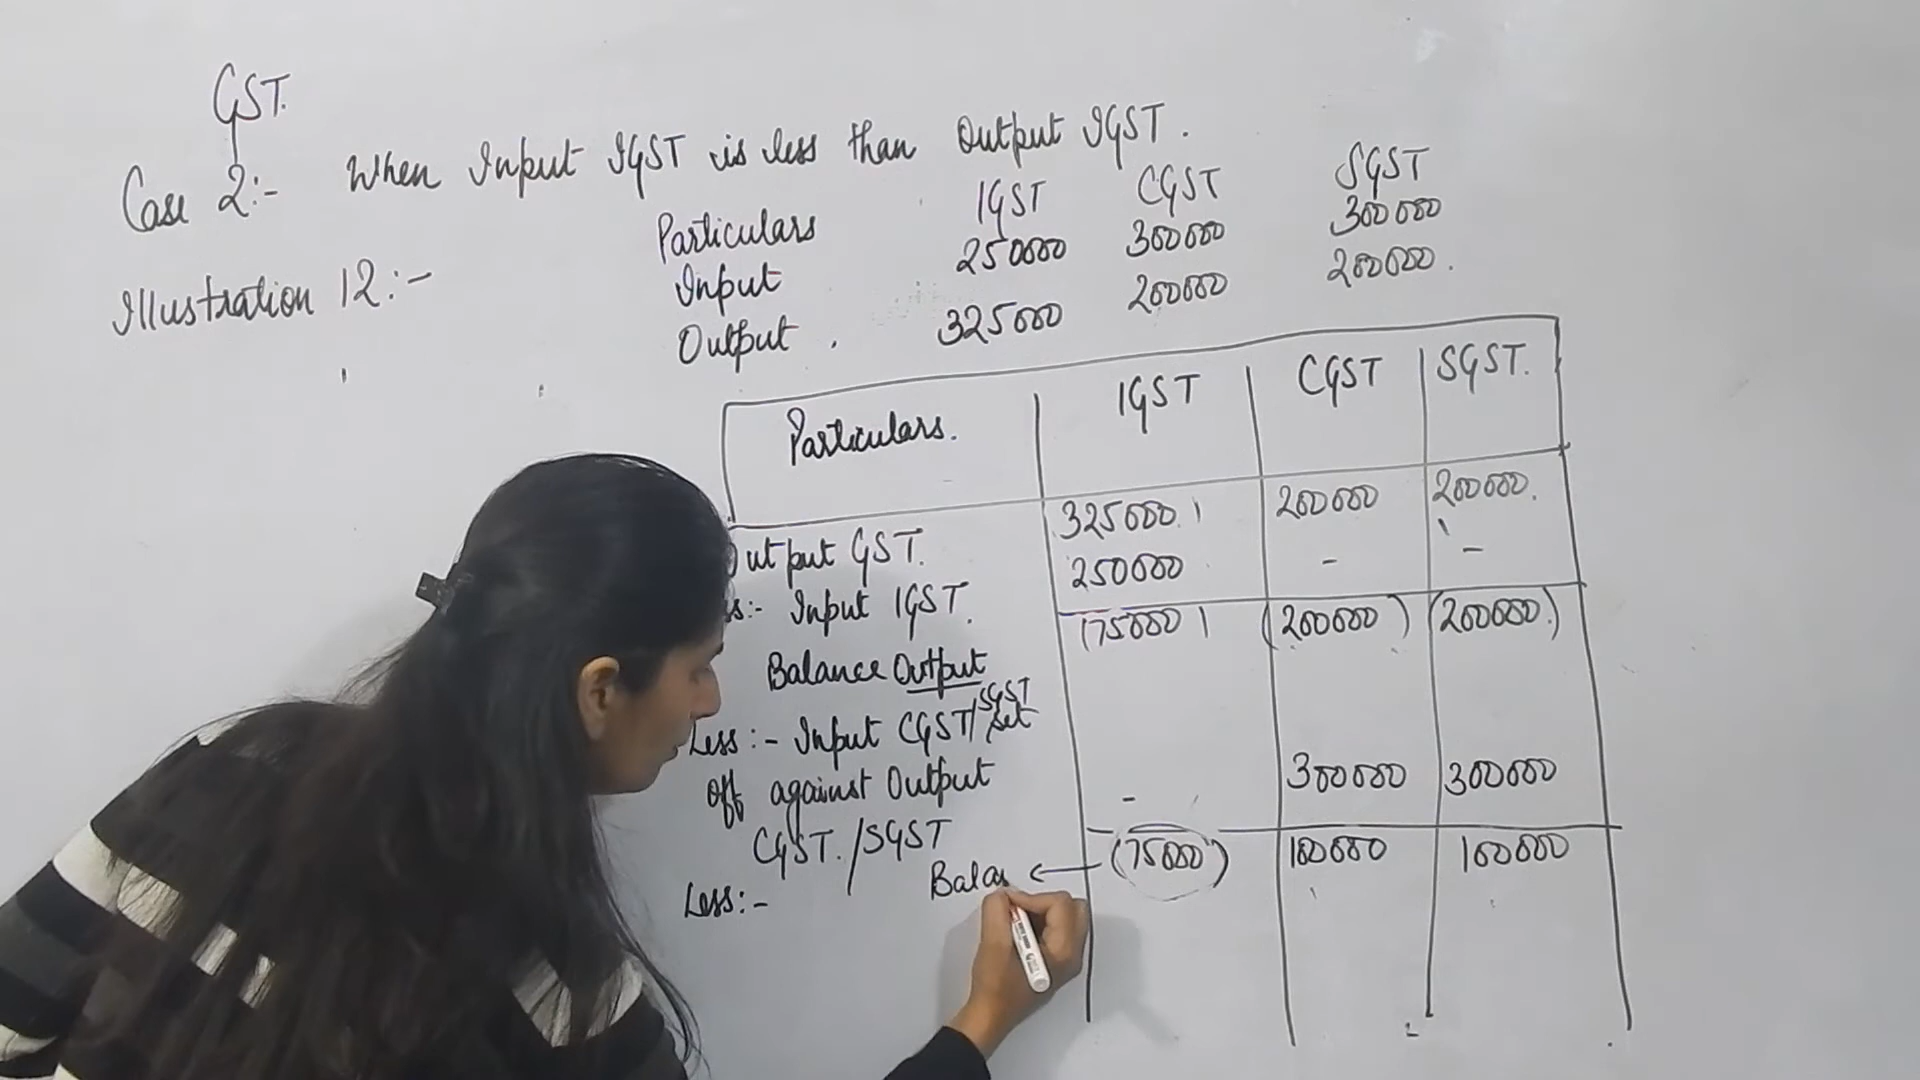 GST.
Case 2:- When Input IGST is less than Output IGST.
Illustration 12:-
Particulars IGST CGST SGST
Input 250000 300000 300000
Output. 325000 200000 200000.
Particulars. IGST CGST SGST.
Output GST. 325000. 200000 200000.
s:- Input IGST. 250000 - -
Balance Output (75000) (200000) (200000.)
Less:- Input CGST/SGST set
off against Output
CGST./SGST - 300000 300000
(75000) 100000 100000
Less:- Bala